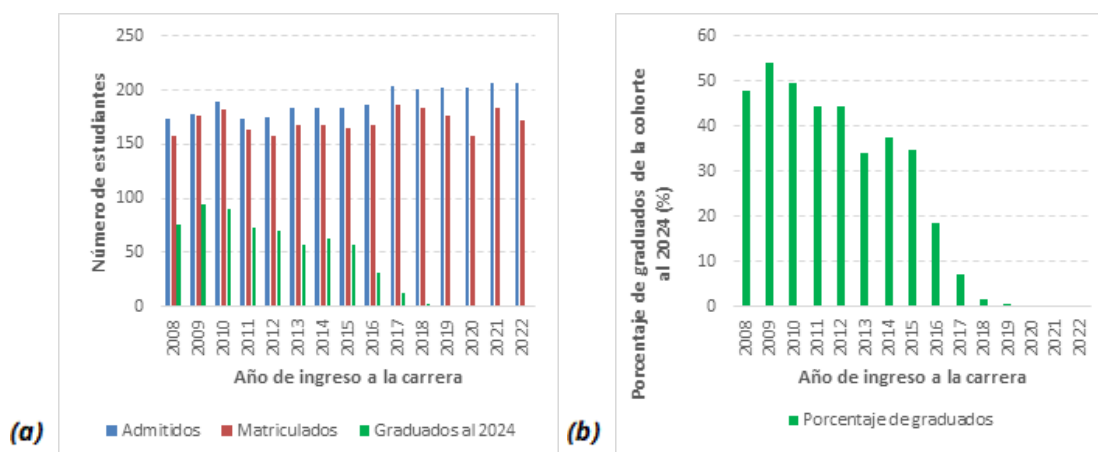 250
200
150
100
50
0
Número de estudiantes
2008 2009 2010 2011 2012 2013 2014 2015 2016 2017 2018 2019 2020 2021 2022
Año de ingreso a la carrera
Admitidos Matriculados Graduados al 2024
(a)
60
50
40
30
20
10
0
Porcentaje de graduados de la cohorte
al 2024 (%)
2008 2009 2010 2011 2012 2013 2014 2015 2016 2017 2018 2019 2020 2021 2022
Año de ingreso a la carrera
Porcentaje de graduados
(b)